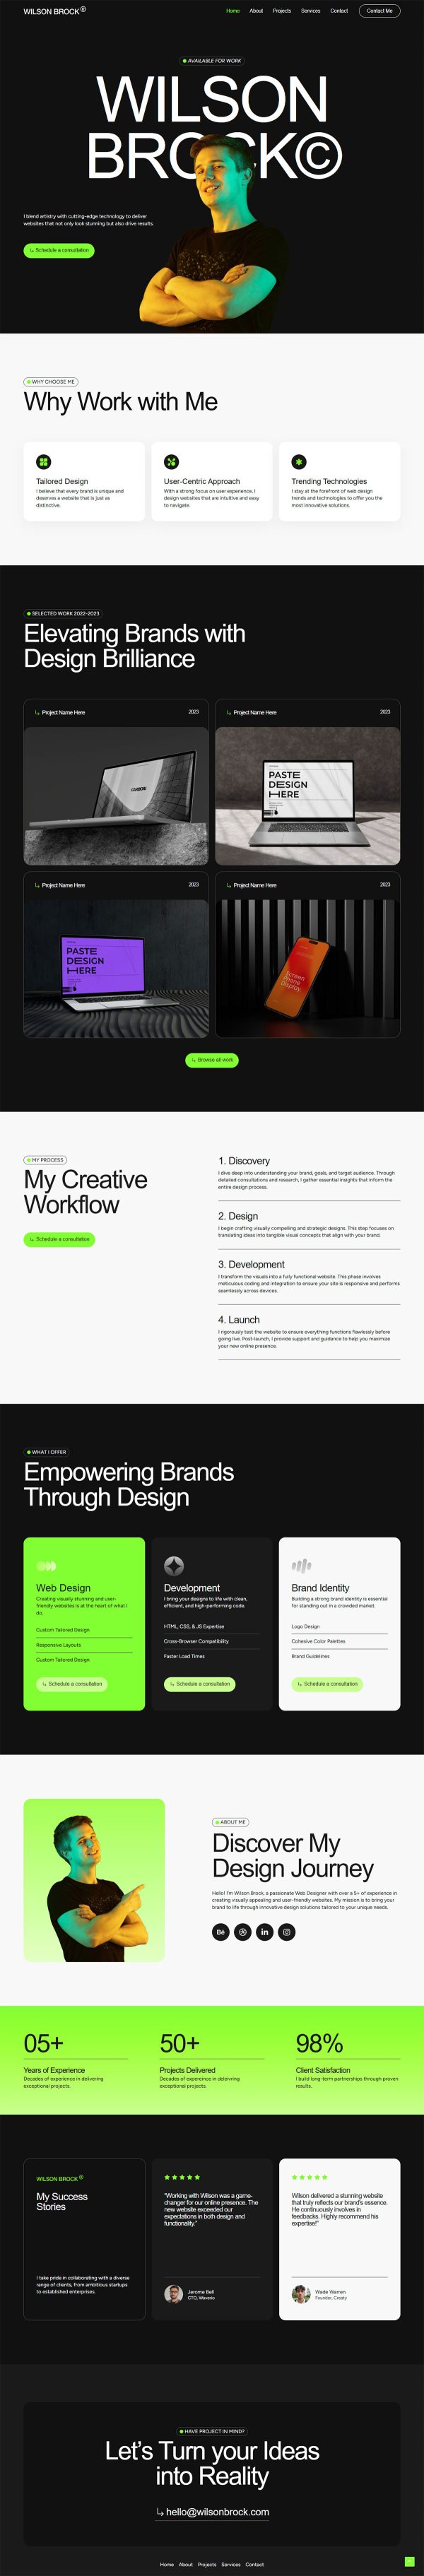 WILSON BROCK©
Home About Projects Services Contact Contact Me
AVAILABLE FOR WORK
WILSON
BROCK©
I blend artistry with cutting-edge technology to deliver
websites that not only look stunning but also drive results.
Schedule a consultation
WHY CHOOSE ME
Why Work with Me
Tailored Design
I believe that every brand is unique and
deserves a website that is just as
distinctive.
User-Centric Approach
With a strong focus on user experience, I
design websites that are intuitive and easy
to navigate.
Trending Technologies
I stay at the forefront of web design
trends and technologies to offer you the
most innovative solutions.
SELECTED WORK 2022-2023
Elevating Brands with
Design Brilliance
Project Name Here 2023
CARBON
Project Name Here 2023
PASTE
DESIGN
HERE
Project Name Here 2023
PASTE
DESIGN
HERE
Project Name Here 2023
Screen
Phone
Display
Browse all work
MY PROCESS
My Creative
Workflow
Schedule a consultation
1. Discovery
I dive deep into understanding your brand, goals, and target audience. Through
detailed consultations and research, I gather essential insights that inform the
entire design process.
2. Design
I begin crafting visually compelling and strategic designs. This step focuses on
translating ideas into tangible visual concepts that align with your brand.
3. Development
I transform the visuals into a fully functional website. This phase involves
meticulous coding and integration to ensure your site is responsive and performs
seamlessly across devices.
4. Launch
I rigorously test the website to ensure everything functions flawlessly before
going live. Post-launch, I provide support and guidance to help you maximize
your new online presence.
WHAT I OFFER
Empowering Brands
Through Design
Web Design
Creating visually stunning and user-
friendly websites is at the heart of what I
do.
Custom Tailored Design
Responsive Layouts
Custom Tailored Design
Schedule a consultation
Development
I bring your designs to life with clean,
efficient, and high-performing code.
HTML, CSS, & JS Expertise
Cross-Browser Compatibility
Faster Load Times
Schedule a consultation
Brand Identity
Building a strong brand identity is essential
for standing out in a crowded market.
Logo Design
Cohesive Color Palettes
Brand Guidelines
Schedule a consultation
ABOUT ME
Discover My
Design Journey
Hello! I'm Wilson Brock, a passionate Web Designer with over a 5+ of experience in
creating visually appealing and user-friendly websites. My mission is to bring your
brand to life through innovative design solutions tailored to your unique needs.
Bē
in
05+
Years of Experience
Decades of experience in delivering
exceptional projects.
50+
Projects Delivered
Decades of experience in delivring
exceptional projects.
98%
Client Satisfaction
I build long-term partnerships through proven
results.
WILSON BROCK©
My Success
Stories
I take pride in collaborating with a diverse
range of clients, from ambitious startups
to established enterprises.
"Working with Wilson was a game-
changer for our online presence. The
new website exceeded our
expectations in both design and
functionality."
Jerome Bell
CTO, Waverio
Wilson delivered a stunning website
that truly reflects our brand's essence.
He continuously involves in
feedbacks. Highly recommend his
expertise!"
Wade Warren
Founder, Creaty
HAVE PROJECT IN MIND?
Let's Turn your Ideas
into Reality
hello@wilsonbrock.com
Home About Projects Services Contact